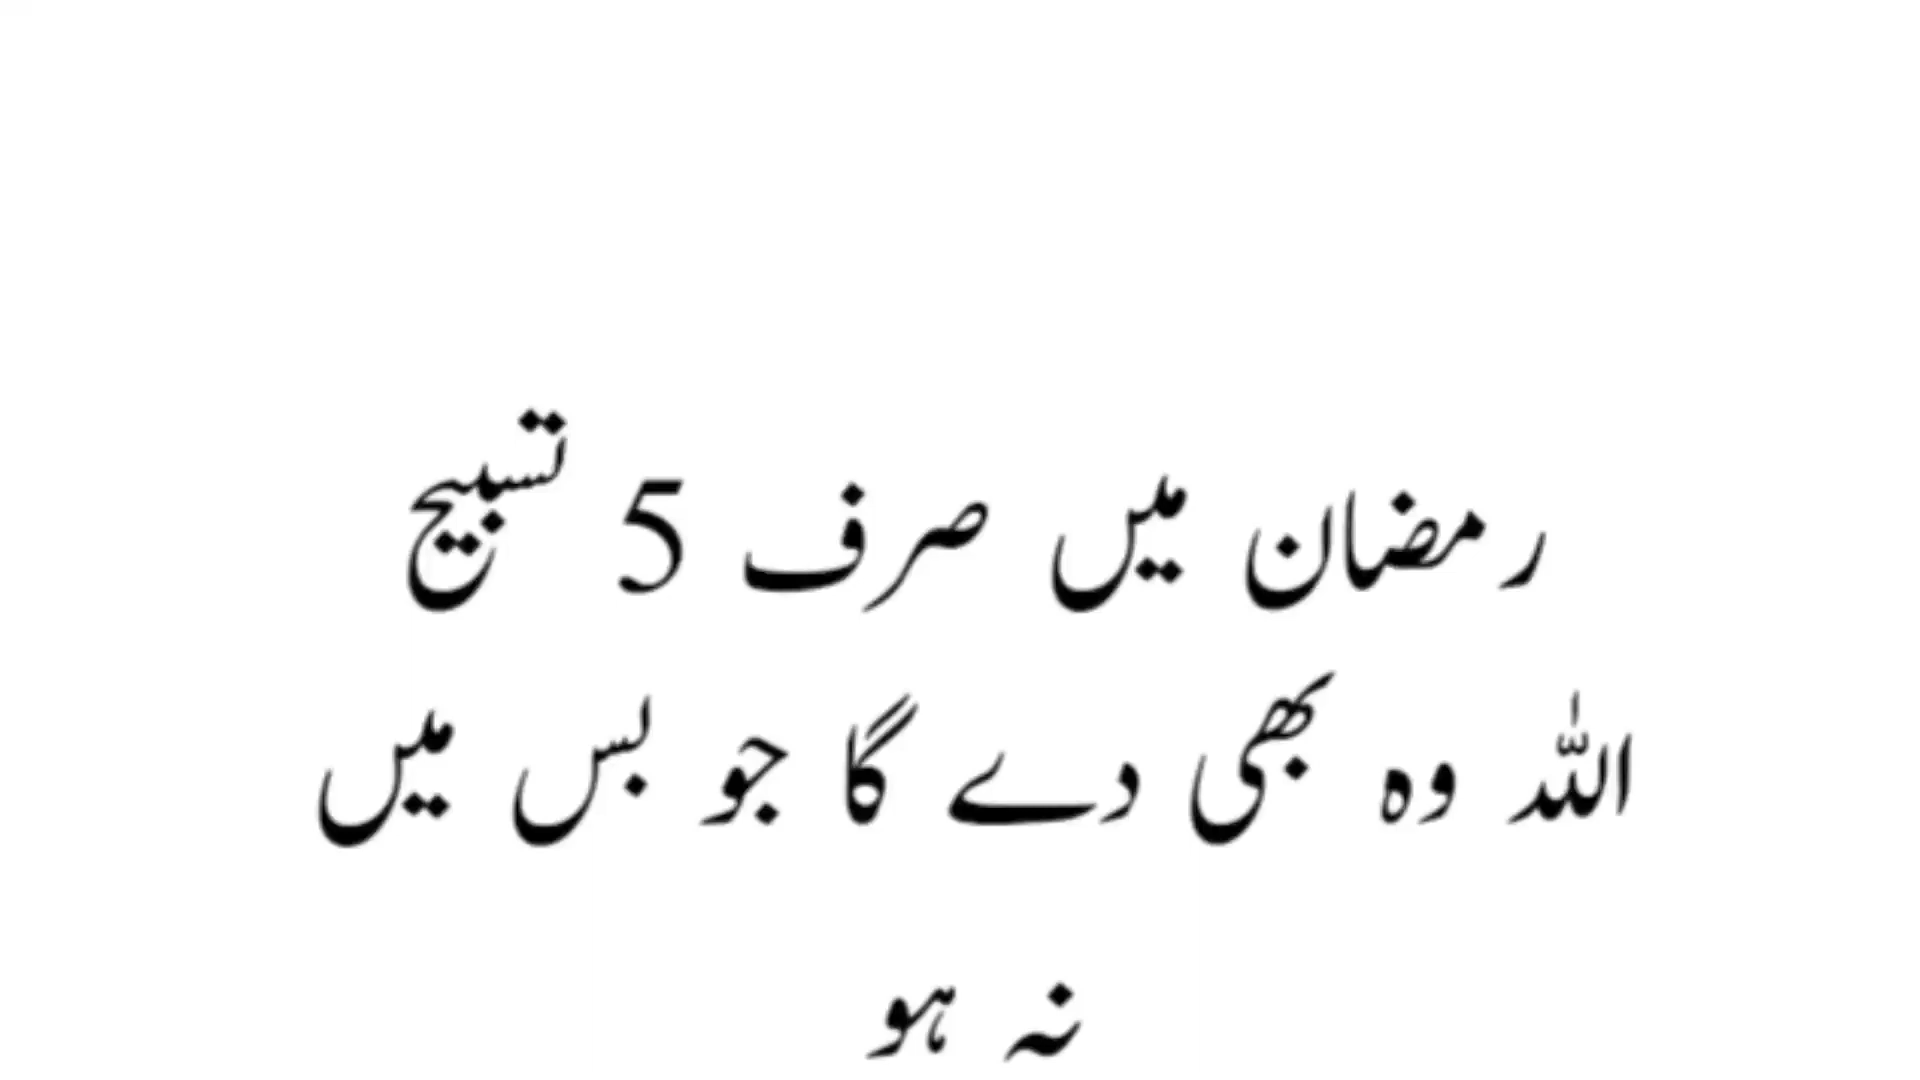 رمضان میں صرف 5 تسبیح
اللہ وہ بھی دے گا جو بس میں
نہ ہو